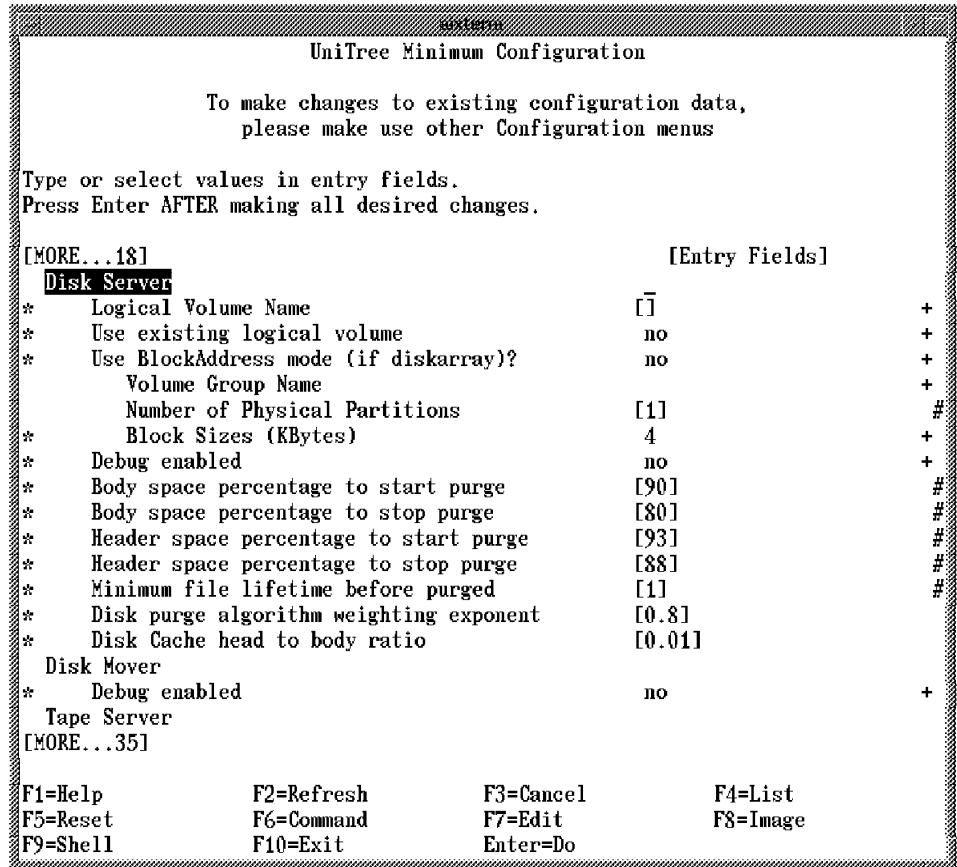 aixterm
UniTree Minimum Configuration
To make changes to existing configuration data,
please make use other Configuration menus
Type or select values in entry fields.
Press Enter AFTER making all desired changes.
[MORE...18] [Entry Fields]
Disk Server
* Logical Volume Name [] +
* Use existing logical volume no +
* Use BlockAddress mode (if diskarray)? no +
Volume Group Name +
Number of Physical Partitions [1] #
* Block Sizes (KBytes) 4 +
* Debug enabled no +
* Body space percentage to start purge [90] #
* Body space percentage to stop purge [80] #
* Header space percentage to start purge [93] #
* Header space percentage to stop purge [88] #
* Minimum file lifetime before purged [1] #
* Disk purge algorithm weighting exponent [0.8]
* Disk Cache head to body ratio [0.01]
Disk Mover
* Debug enabled no +
Tape Server
[MORE...35]
F1=Help F2=Refresh F3=Cancel F4=List
F5=Reset F6=Command F7=Edit F8=Image
F9=Shell F10=Exit Enter=Do